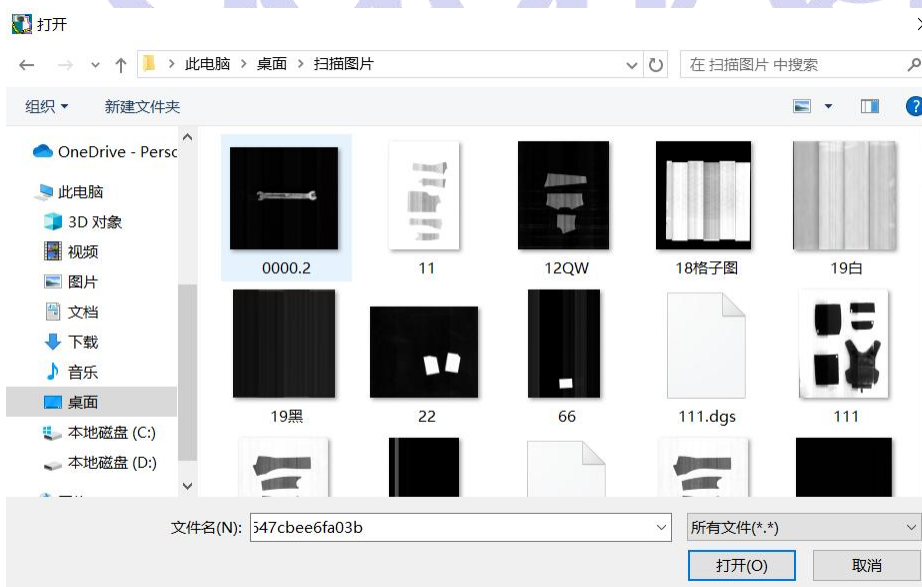 打开
此电脑 > 桌面 > 扫描图片
在 扫描图片 中搜索
组织
新建文件夹
?
OneDrive - Persc
此电脑
3D 对象
视频
图片
文档
下载
音乐
桌面
本地磁盘 (C:)
本地磁盘 (D:)
0000.2
11
12QW
18格子图
19白
19黑
22
66
111.dgs
111
文件名(N):
547cbee6fa03b
所有文件(*.*)
打开(O)
取消